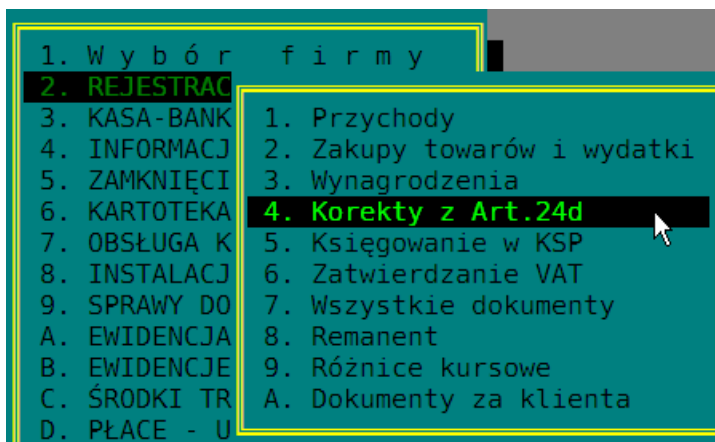 1. Wybór firmy
2. REJESTRAC
3. KASA-BANK
4. INFORMACJ
5. ZAMKNIĘCI
6. KARTOTEKA
7. OBSŁUGA K
8. INSTALACJ
9. SPRAWY DO
A. EWIDENCJA
B. EWIDENCJE
C. ŚRODKI TR
D. PŁACE - U
1. Przychody
2. Zakupy towarów i wydatki
3. Wynagrodzenia
4. Korekty z Art.24d
5. Księgowanie w KSP
6. Zatwierdzanie VAT
7. Wszystkie dokumenty
8. Remanent
9. Różnice kursowe
A. Dokumenty za klienta